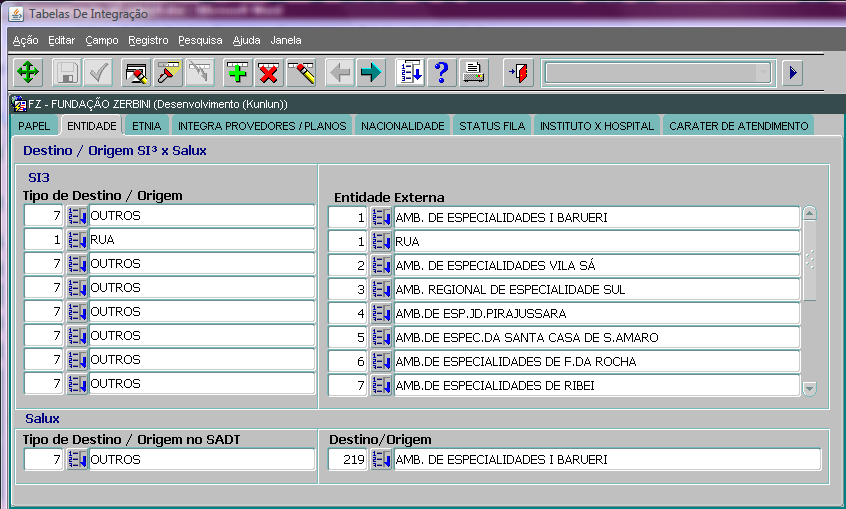 Tabelas De Integração
Ação Editar Campo Registro Pesquisa Ajuda Janela
FZ - FUNDAÇÃO ZERBINI (Desenvolvimento (Kunlun))
PAPEL ENTIDADE ETNIA INTEGRA PROVEDORES / PLANOS NACIONALIDADE STATUS FILA INSTITUTO X HOSPITAL CARATER DE ATENDIMENTO
Destino / Origem SI³ x Salux
SI3
Tipo de Destino / Origem Entidade Externa
7 OUTROS 1 AMB. DE ESPECIALIDADES I BARUERI
1 RUA 1 RUA
7 OUTROS 2 AMB. DE ESPECIALIDADES VILA SÁ
7 OUTROS 3 AMB. REGIONAL DE ESPECIALIDADE SUL
7 OUTROS 4 AMB.DE ESP.JD.PIRAJUSSARA
7 OUTROS 5 AMB.DE ESPEC.DA SANTA CASA DE S.AMARO
7 OUTROS 6 AMB.DE ESPECIALIDADES DE F.DA ROCHA
7 OUTROS 7 AMB.DE ESPECIALIDADES DE RIBEI
Salux
Tipo de Destino / Origem no SADT Destino/Origem
7 OUTROS 219 AMB. DE ESPECIALIDADES I BARUERI